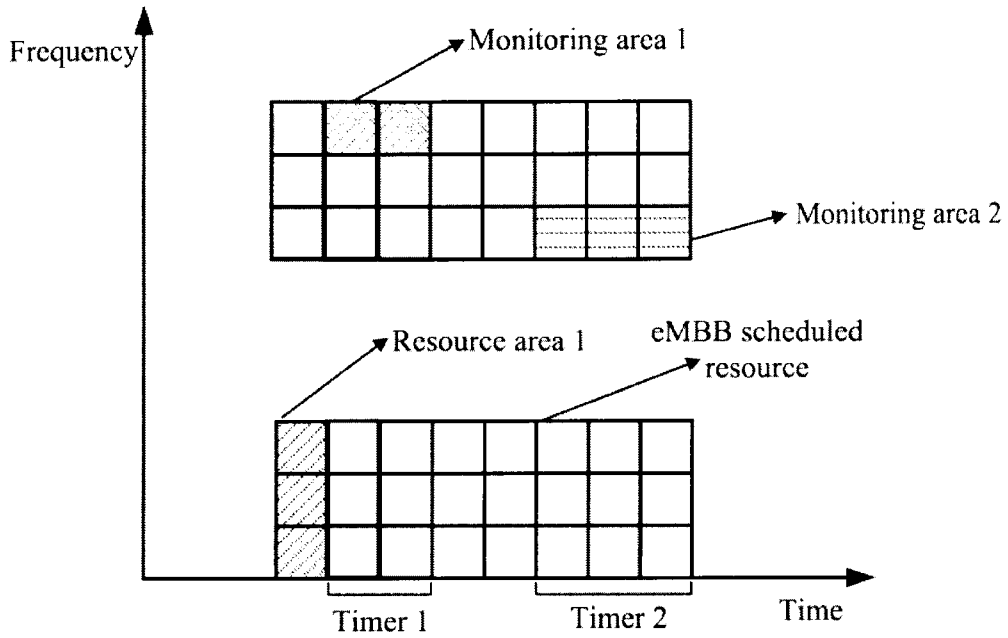 Frequency
Monitoring area 1
Monitoring area 2
Resource area 1
eMBB scheduled
resource
Timer 1
Timer 2
Time